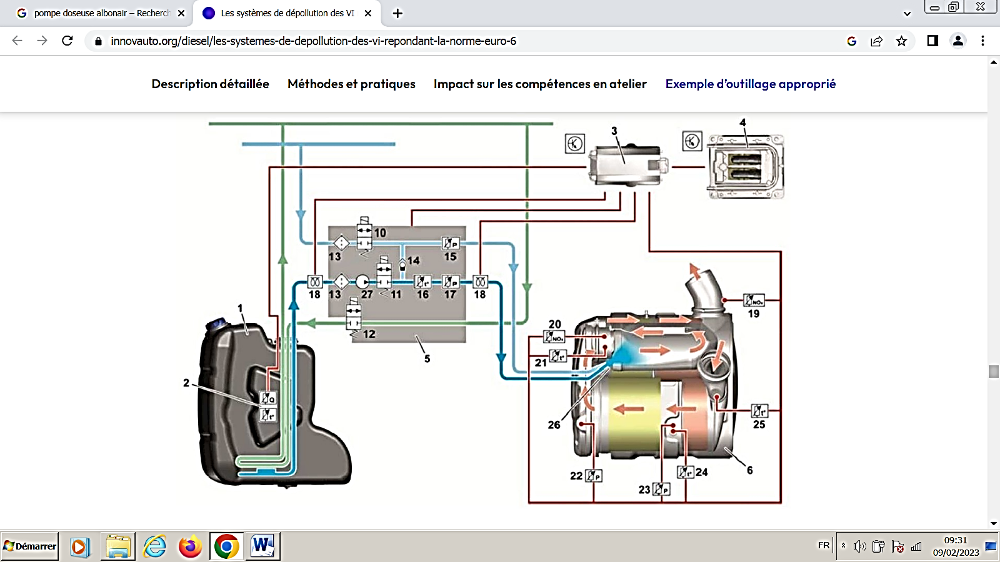 pompe doseuse albonair – Recherch
Les systèmes de dépollution des VI
innovauto.org/diesel/les-systemes-de-depollution-des-vi-repondant-la-norme-euro-6
Description détaillée Méthodes et pratiques Impact sur les compétences en atelier Exemple d’outillage approprié
3
4
10
13
14
15
18
13
27
11
16
17
18
12
5
1
2
Q
t°
P
t°
P
NOx
19
20
NOx
21
t°
26
22
P
23
P
24
t°
25
t°
6
Démarrer
FR
09:31
09/02/2023